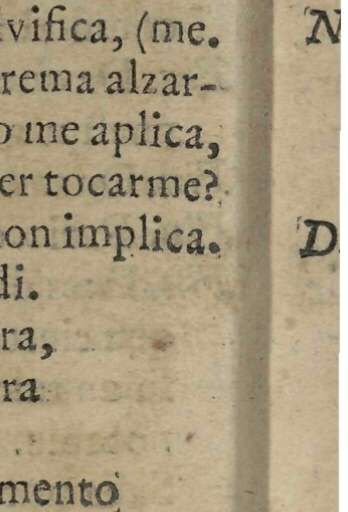 vifica, (me.
rema alzar-
o me aplica,
er tocarme?
on implica.
di.
ra,
ra
mento
N
D